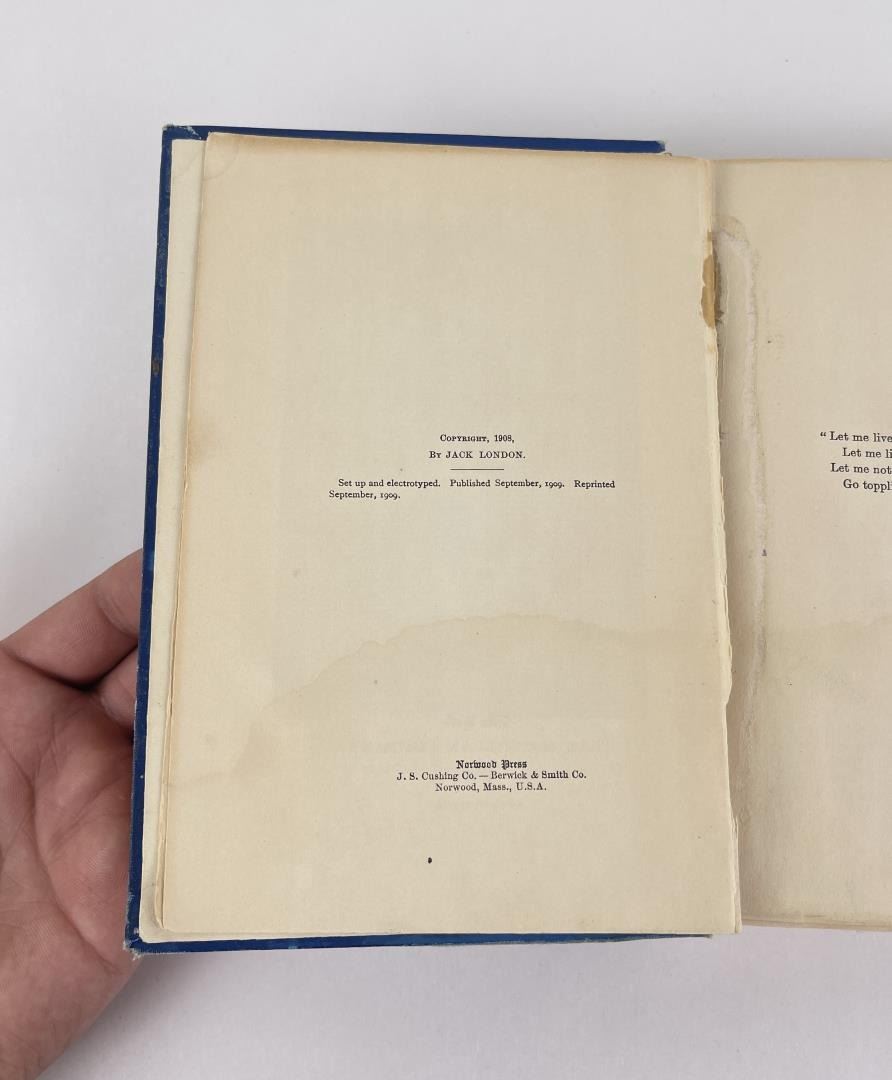 COPYRIGHT, 1908,
BY JACK LONDON.
Set up and electrotyped. Published September, 1909. Reprinted
September, 1909.
Norwood Press
J. S. Cushing Co. — Berwick & Smith Co.
Norwood, Mass., U.S.A.
“Let me live
Let me li
Let me not
Go toppl